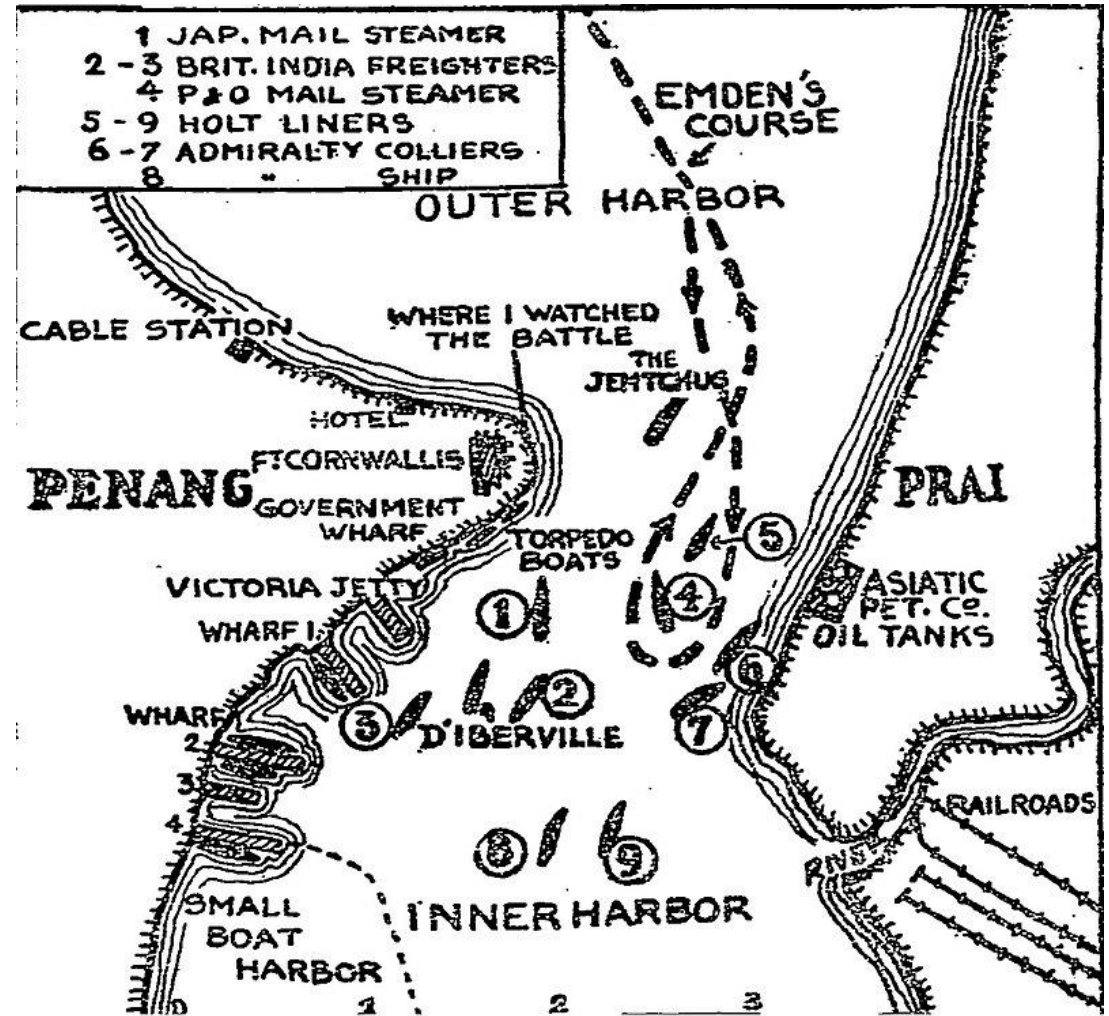 1 JAP. MAIL STEAMER
2-3 BRIT. INDIA FREIGHTERS
4 P&O MAIL STEAMER
5-9 HOLT LINERS
6-7 ADMIRALTY COLLIERS
8 " SHIP
EMDEN'S
COURSE
OUTER HARBOR
CABLE STATION
WHERE I WATCHED
THE BATTLE
THE
JEMTCHUS
HOTEL
FT. CORNWALLIS
PENANG
PRAI
GOVERNMENT
WHARF
TORPEDO
BOATS
5
4
ASIATIC
PET. CO.
OIL TANKS
VICTORIA JETTY
1
WHARF 1.
6
WHARF
2
3
4
3
2
D'IBERVILLE
7
RAILROADS
8
9
RIVER
INNER HARBOR
SMALL
BOAT
HARBOR
0 1 2 3